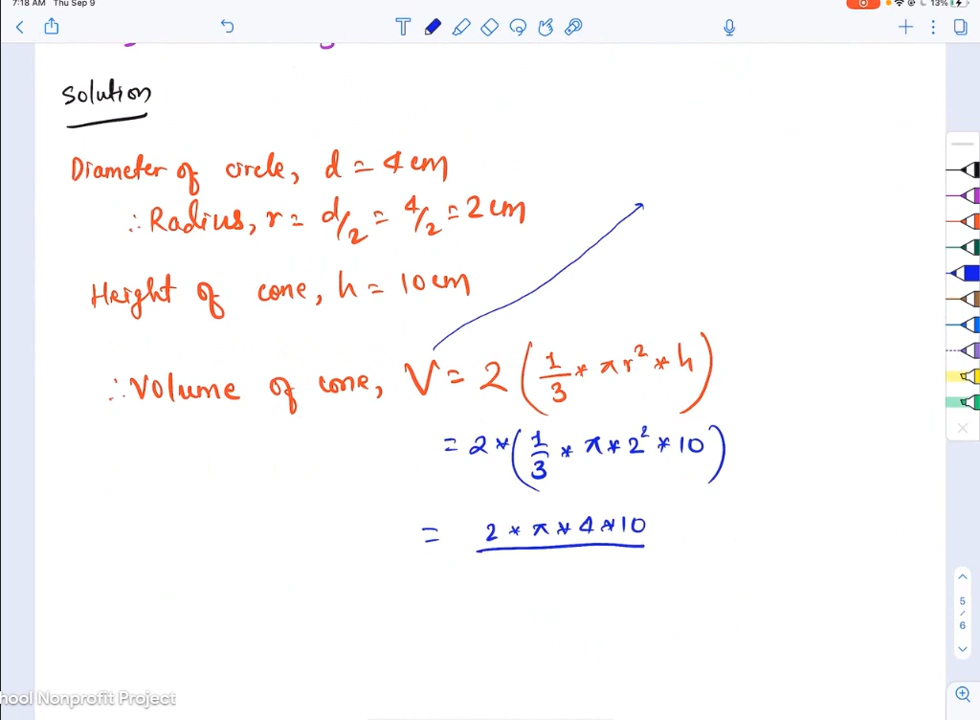 7:18 AM Thu Sep 9
13%
T
Solution
Diameter of circle, d = 4 cm
∴ Radius, r = d/2 = 4/2 = 2 cm
Height of cone, h = 10 cm
∴ Volume of cone, V = 2 ( 1/3 * πr² * h )
= 2 * ( 1/3 * π * 2² * 10 )
= 2 * π * 4 * 10
5
/
6
hool Nonprofit Project